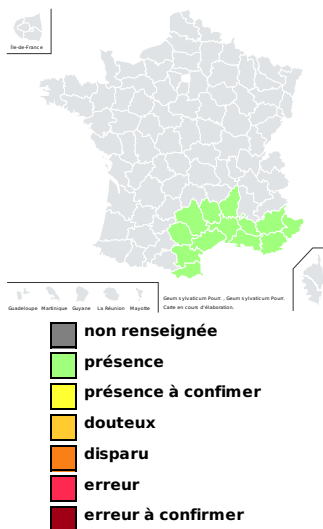 Île-de-France
Guadeloupe Martinique Guyane La Réunion Mayotte
Geum sylvaticum Pourr. , Geum sylvaticum Pourr.
Carte en cours d'élaboration.
non renseignée
présence
présence à confimer
douteux
disparu
erreur
erreur à confirmer